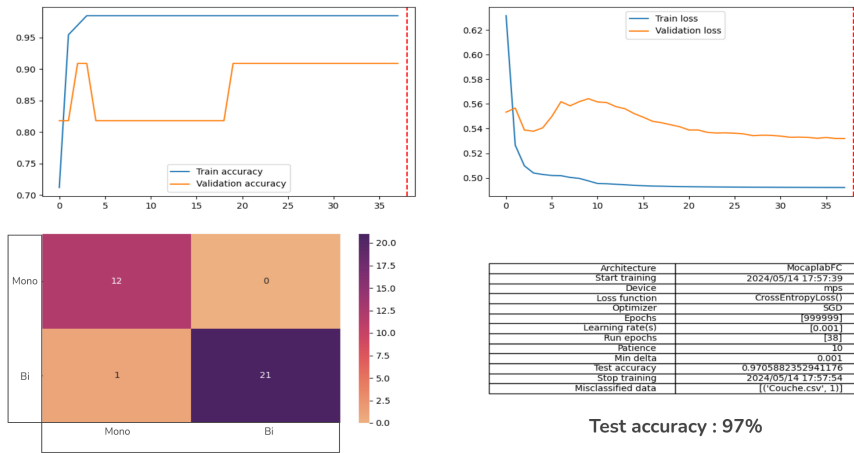 0.95
0.90
0.85
0.80
0.75
0.70
Train accuracy
Validation accuracy
0 5 10 15 20 25 30 35
0.62
0.60
0.58
0.56
0.54
0.52
0.50
Train loss
Validation loss
0 5 10 15 20 25 30 35
Mono
Bi
12 0
1 21
Mono Bi
20.0
17.5
15.0
12.5
10.0
7.5
5.0
2.5
0.0
Architecture MocaplabFC
Start training 2024/05/14 17:57:39
Device mps
Loss function CrossEntropyLoss()
Optimizer SGD
Epochs [999999]
Learning rate(s) [0.001]
Run epochs [38]
Patience 10
Min delta 0.001
Test accuracy 0.9705882352941176
Stop training 2024/05/14 17:57:54
Misclassified data [('Couche.csv', 1)]
Test accuracy : 97%